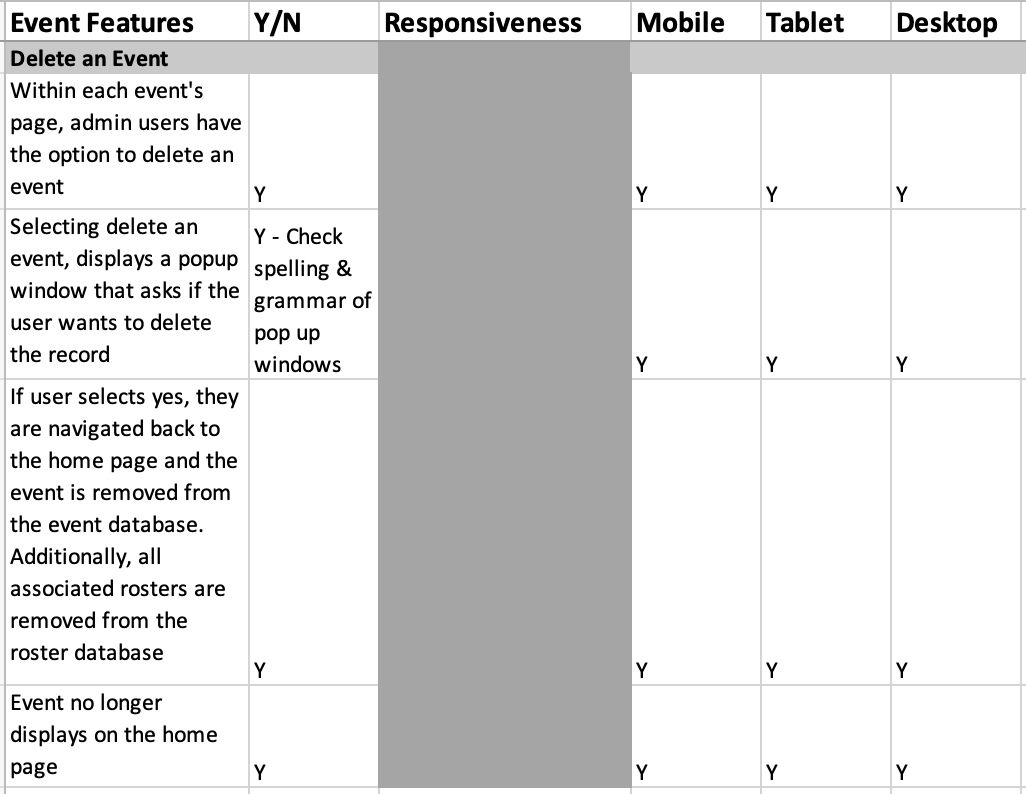 Event Features Y/N Responsiveness Mobile Tablet Desktop
Delete an Event
Within each event's
page, admin users have
the option to delete an
event
Y Y Y Y
Selecting delete an
event, displays a popup
window that asks if the
user wants to delete
the record
Y - Check
spelling &
grammar of
pop up
windows
Y Y Y
If user selects yes, they
are navigated back to
the home page and the
event is removed from
the event database.
Additionally, all
associated rosters are
removed from the
roster database
Y Y Y Y
Event no longer
displays on the home
page
Y Y Y Y